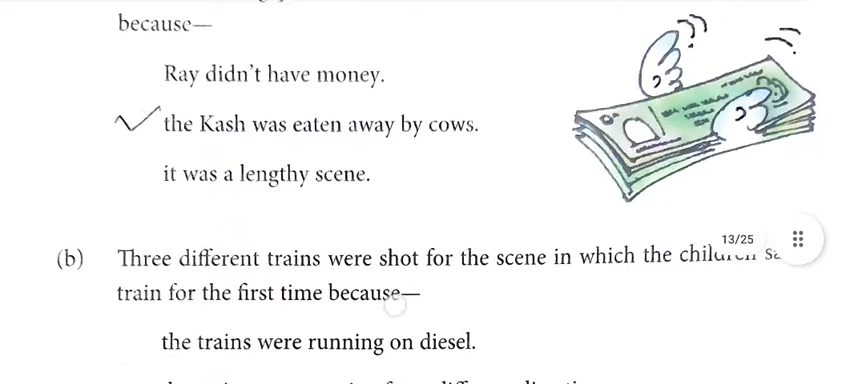 because—
Ray didn't have money.
the Kash was eaten away by cows.
it was a lengthy scene.
13/25
(b) Three different trains were shot for the scene in which the
train for the first time because—
the trains were running on diesel.